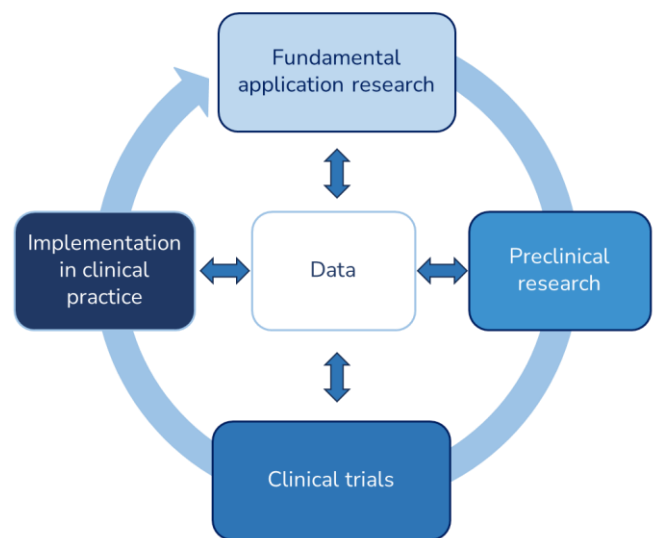 Fundamental
application research
Implementation
in clinical
practice
Data
Preclinical
research
Clinical trials